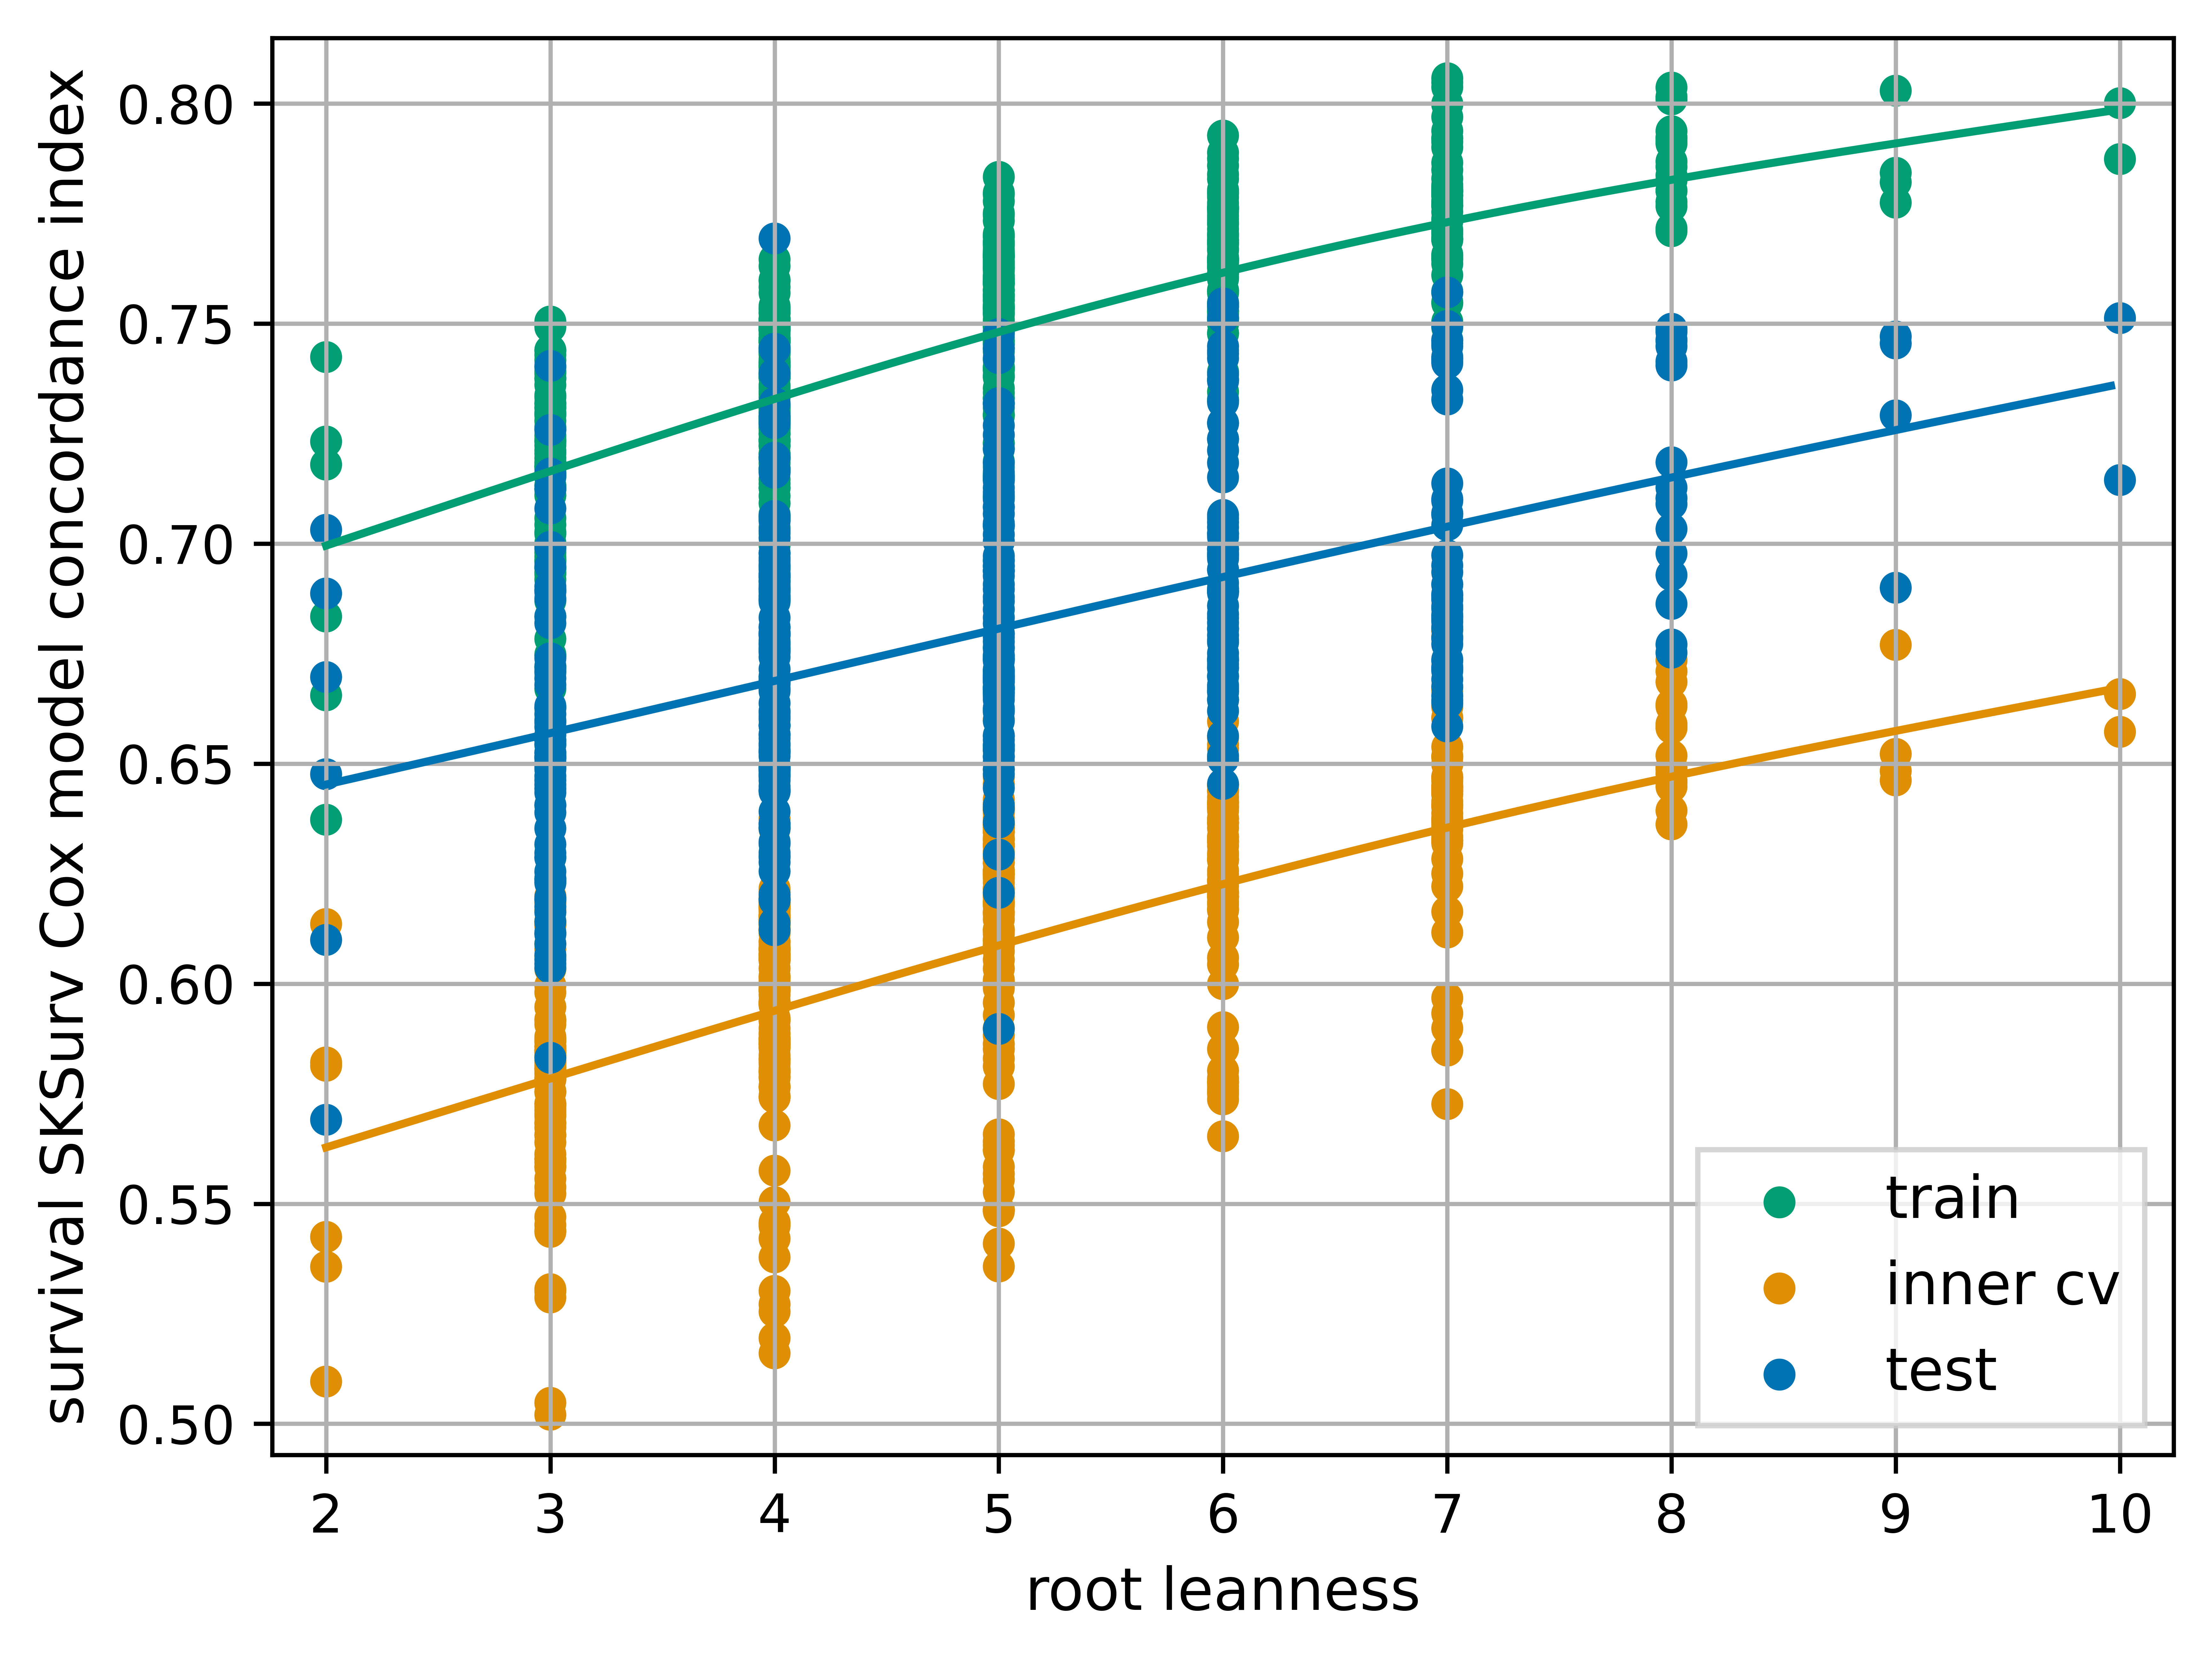 survival SKSurv Cox model concordance index
0.80
0.75
0.70
0.65
0.60
0.55
0.50
2 3 4 5 6 7 8 9 10
root leanness
train
inner cv
test